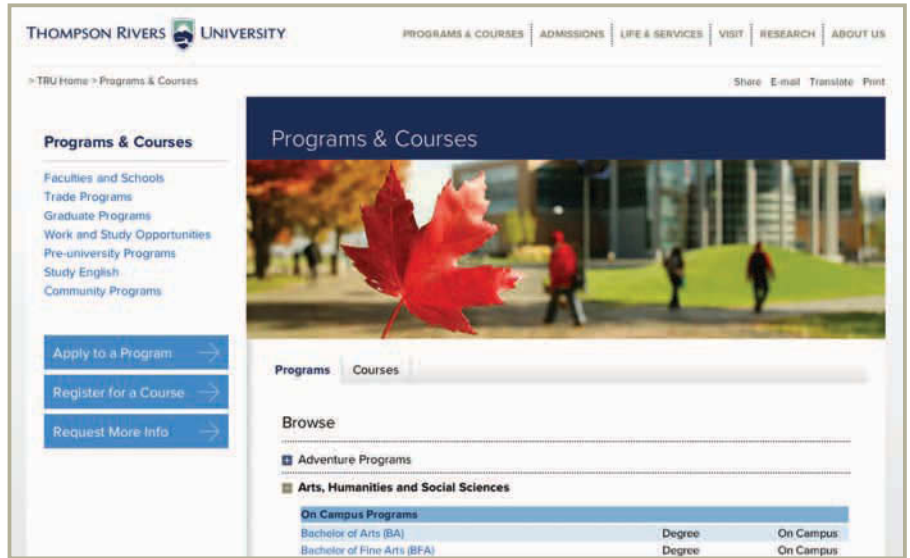 THOMPSON RIVERS UNIVERSITY
PROGRAMS & COURSES ADMISSIONS LIFE & SERVICES VISIT RESEARCH ABOUT US
> TRU Home > Programs & Courses
Share E-mail Translate Print
Programs & Courses
Faculties and Schools
Trade Programs
Graduate Programs
Work and Study Opportunities
Pre-university Programs
Study English
Community Programs
Apply to a Program
Register for a Course
Request More Info
Programs & Courses
Programs Courses
Browse
Adventure Programs
Arts, Humanities and Social Sciences
On Campus Programs
Bachelor of Arts (BA) Degree On Campus
Bachelor of Fine Arts (BFA) Degree On Campus